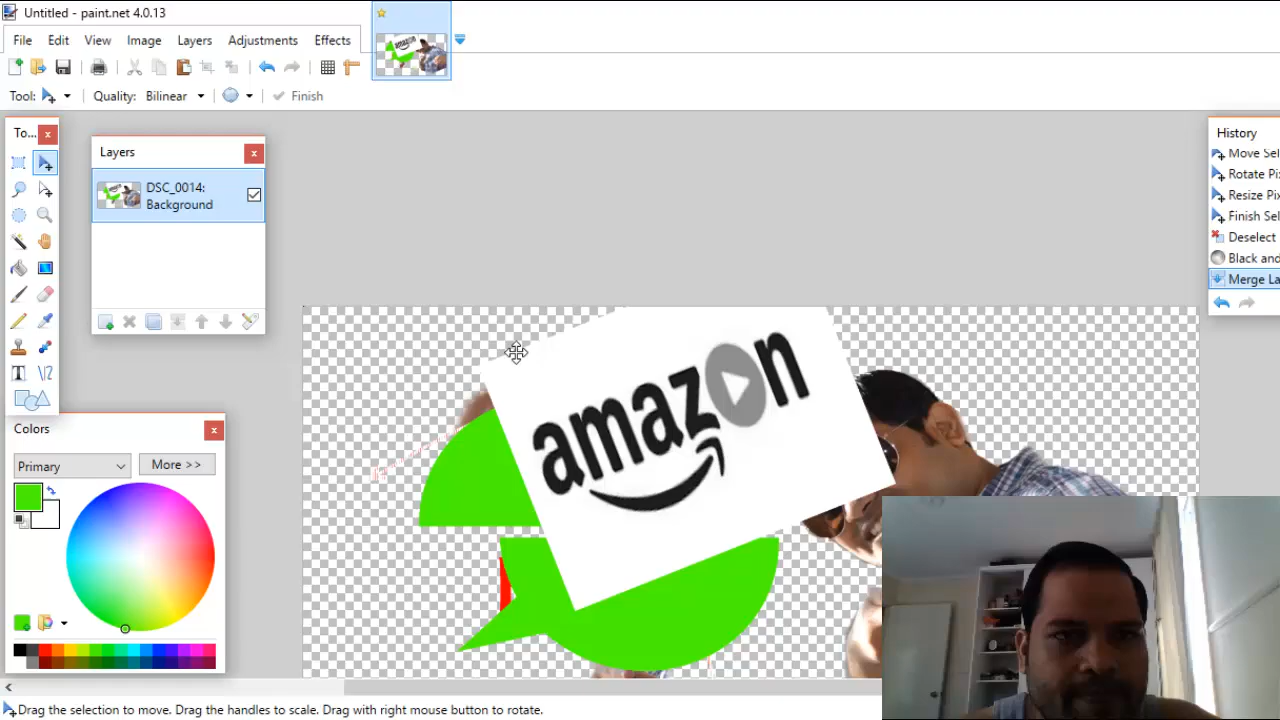 Untitled - paint.net 4.0.13
File Edit View Image Layers Adjustments Effects
Tool: Quality: Bilinear Finish
To...
Layers
DSC_0014:
Background
History
Move Sel
Rotate Pix
Resize Pix
Finish Sel
Deselect
Black and
Merge La
amazon
Colors
Primary
More >>
Drag the selection to move. Drag the handles to scale. Drag with right mouse button to rotate.